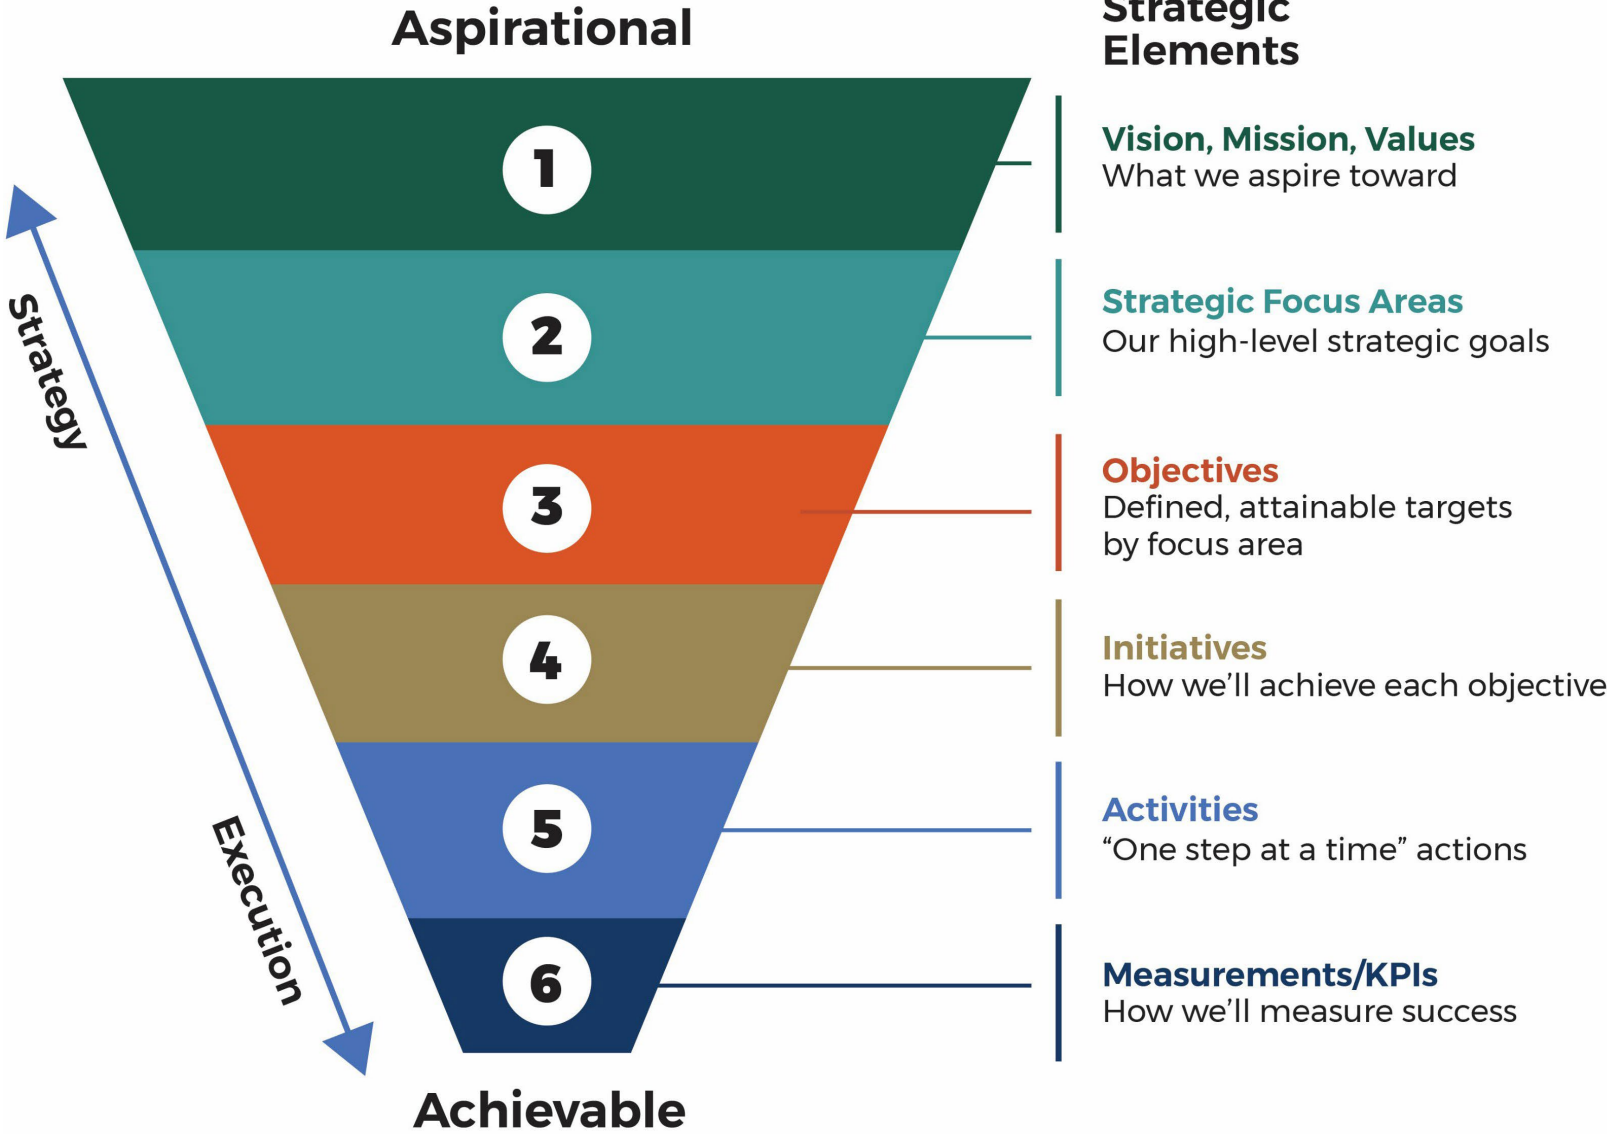 Aspirational
Strategic
Elements
1
Vision, Mission, Values
What we aspire toward
2
Strategic Focus Areas
Our high-level strategic goals
Strategy
3
Objectives
Defined, attainable targets
by focus area
4
Initiatives
How we’ll achieve each objective
5
Activities
“One step at a time” actions
Execution
6
Measurements/KPIs
How we’ll measure success
Achievable